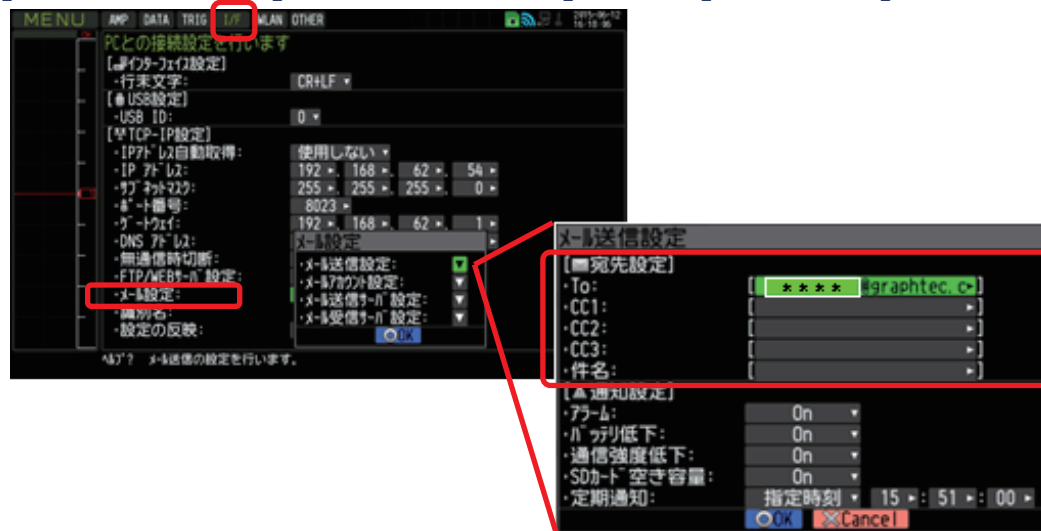 MENU AMP DATA TRIG I/F WLAN OTHER 2015-06-12
16:10:06
PCとの接続設定を行います
[インターフェイス設定]
・行末文字: CR+LF
[USB設定]
・USB ID: 0
[TCP-IP設定]
・IPアドレス自動取得: 使用しない
・IP アドレス: 192. 168. 62. 54
・サブネットマスク: 255. 255. 255. 0
・ポート番号: 8023
・ゲートウェイ: 192. 168. 62. 1
・DNS アドレス:
・無通信時切断:
・FTP/WEBサーバ設定:
・メール設定:
・識別名:
・設定の反映:
メール設定
・メール送信設定:
・メールアカウント設定:
・メール送信サーバ設定:
・メール受信サーバ設定:
OK
ヘルプ? メール送信の設定を行います。
メール送信設定
[宛先設定]
・To: [ **** @graphtec.c]
・CC1: [ ]
・CC2: [ ]
・CC3: [ ]
・件名: [ ]
[通知設定]
・アラーム: On
・バッテリ低下: On
・通信強度低下: On
・SDカード空き容量: On
・定期通知: 指定時刻 15 : 51 : 00
OK Cancel